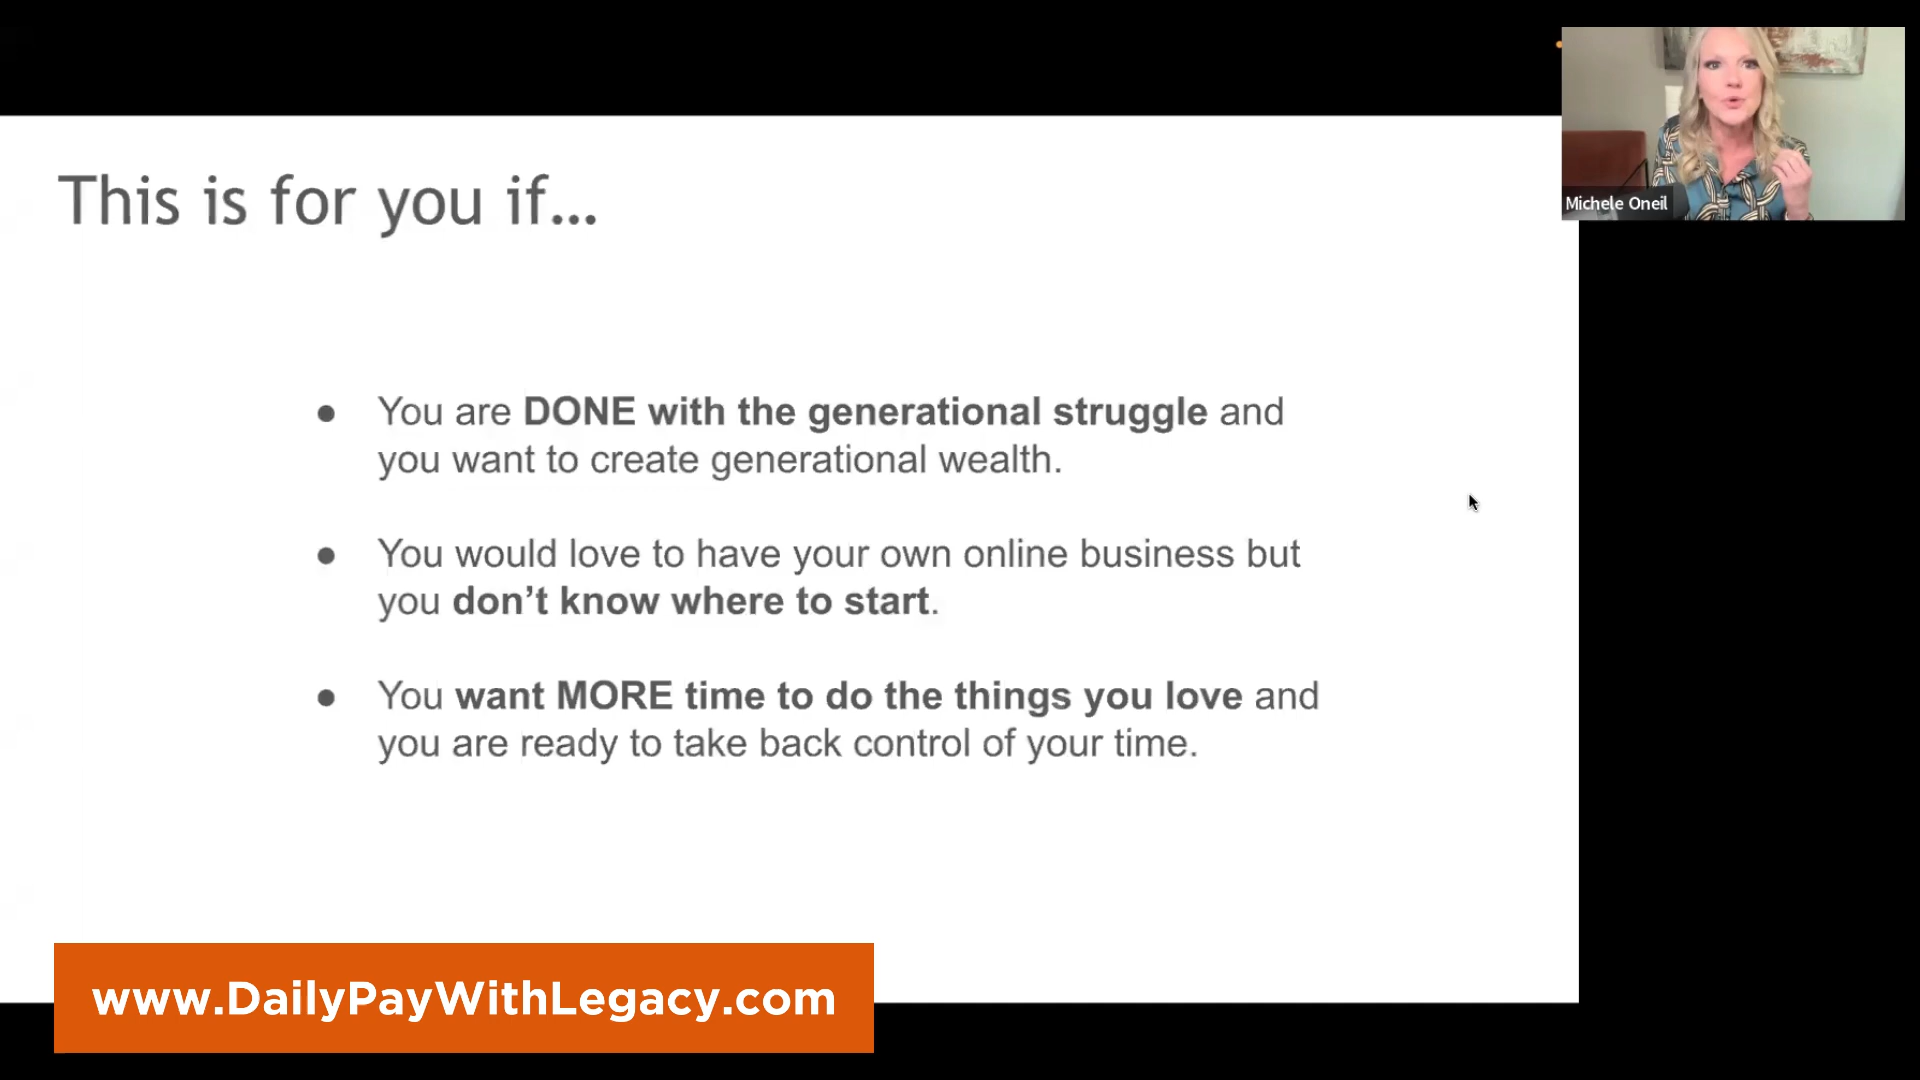 Michele Oneil
This is for you if...
● You are DONE with the generational struggle and
you want to create generational wealth.
● You would love to have your own online business but
you don’t know where to start.
● You want MORE time to do the things you love and
you are ready to take back control of your time.
www.DailyPayWithLegacy.com